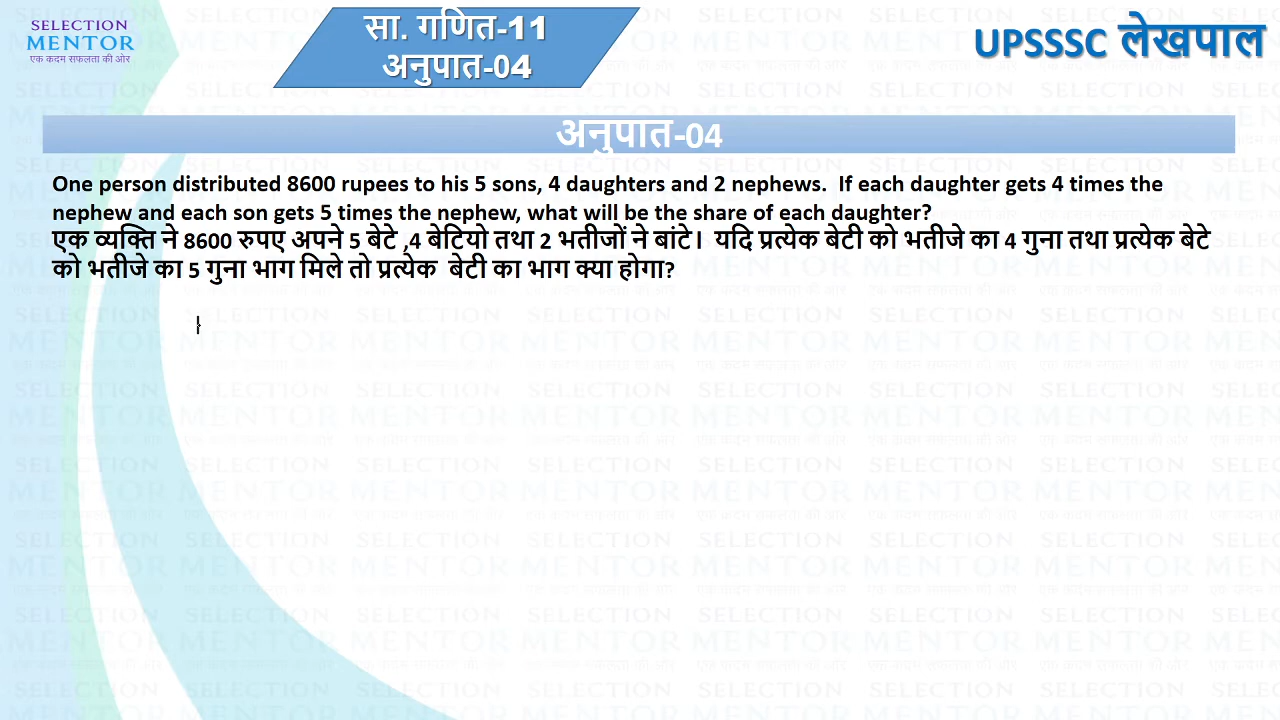 SELECTION
MENTOR
एक कदम सफलता की ओर
सा. गणित-11
अनुपात-04
UPSSSC लेखपाल
अनुपात-04
One person distributed 8600 rupees to his 5 sons, 4 daughters and 2 nephews. If each daughter gets 4 times the
nephew and each son gets 5 times the nephew, what will be the share of each daughter?
एक व्यक्ति ने 8600 रुपए अपने 5 बेटे ,4 बेटियो तथा 2 भतीजों ने बांटे। यदि प्रत्येक बेटी को भतीजे का 4 गुना तथा प्रत्येक बेटे
को भतीजे का 5 गुना भाग मिले तो प्रत्येक बेटी का भाग क्या होगा?